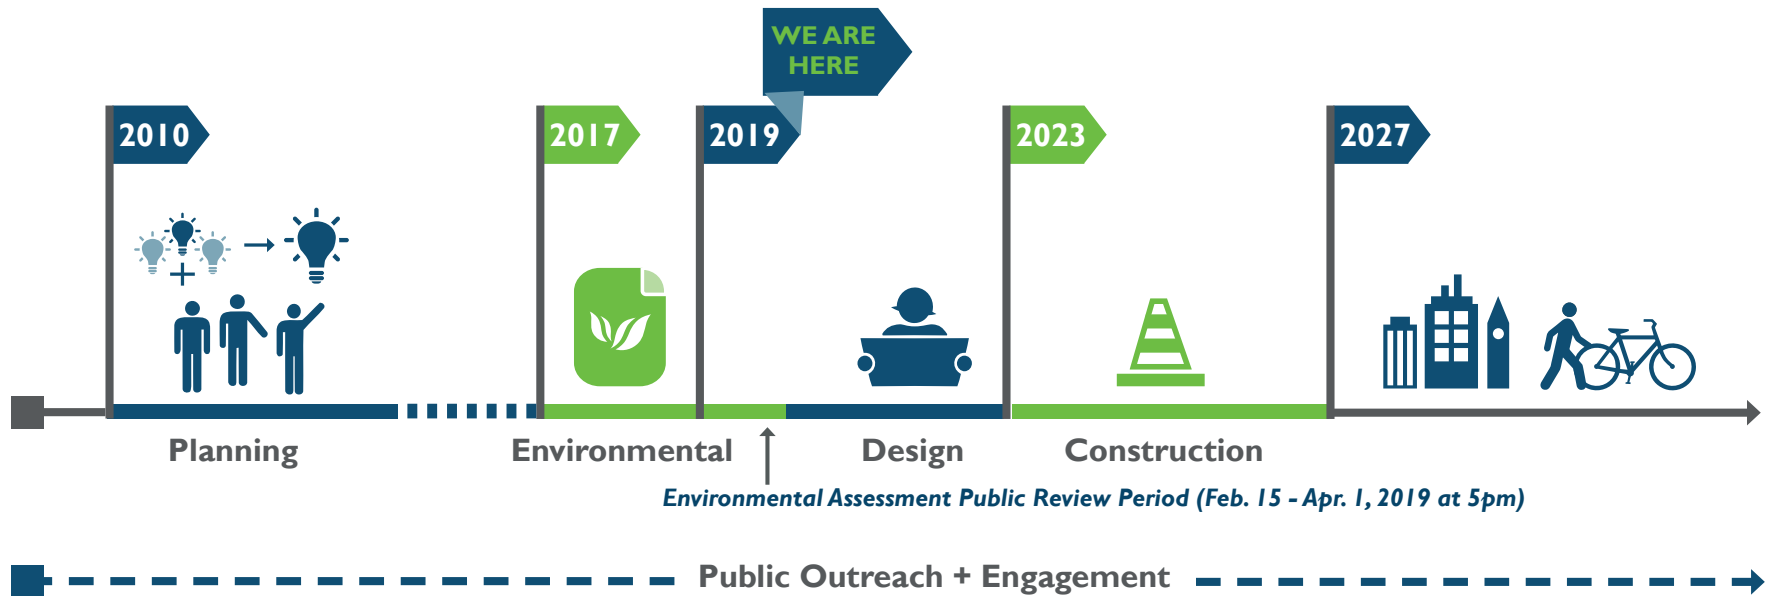 WE ARE
HERE
2010
2017
2019
2023
2027
Planning
Environmental
Design
Construction
Environmental Assessment Public Review Period (Feb. 15 - Apr. 1, 2019 at 5pm)
Public Outreach + Engagement